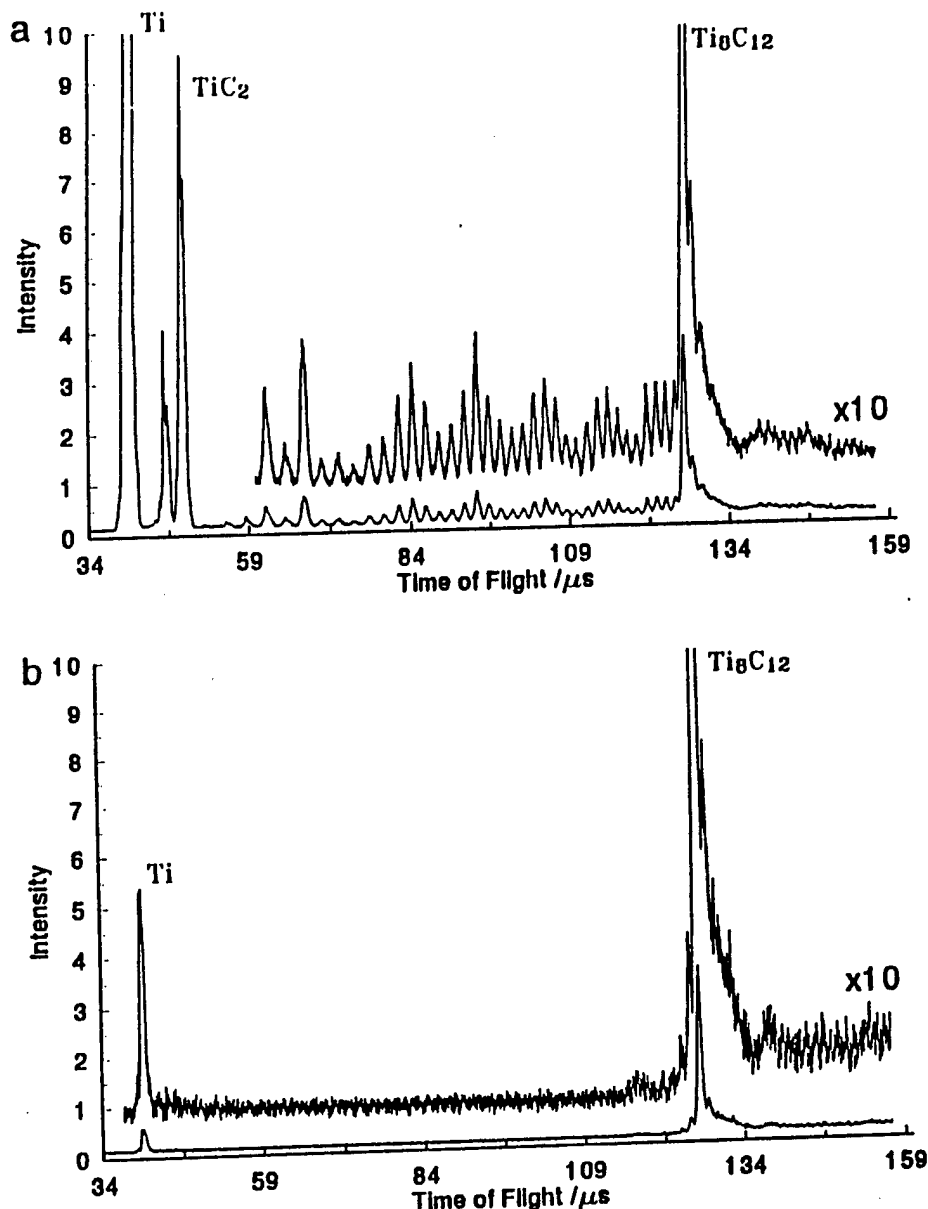 a
Ti
TiC₂
Ti₈C₁₂
10
9
8
7
6
5
4
3
2
1
0
Intensity
x10
34
59
84
109
134
159
Time of Flight /μs
b
Ti
Ti₈C₁₂
10
9
8
7
6
5
4
3
2
1
0
Intensity
x10
34
59
84
109
134
159
Time of Flight /μs